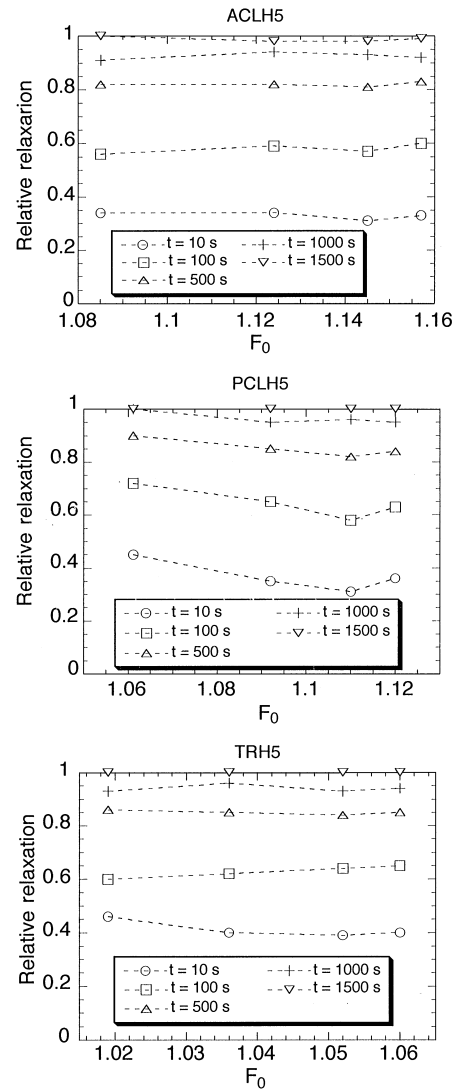 ACLH5
Relative relaxarion
1
0.8
0.6
0.4
0.2
0
t = 10 s
t = 100 s
t = 500 s
t = 1000 s
t = 1500 s
1.08
1.1
1.12
1.14
1.16
F0
PCLH5
Relative relaxation
1
0.8
0.6
0.4
0.2
0
t = 10 s
t = 100 s
t = 500 s
t = 1000 s
t = 1500 s
1.06
1.08
1.1
1.12
F0
TRH5
Relative relaxation
1
0.8
0.6
0.4
0.2
0
t = 10 s
t = 100 s
t = 500 s
t = 1000 s
t = 1500 s
1.02
1.03
1.04
1.05
1.06
F0